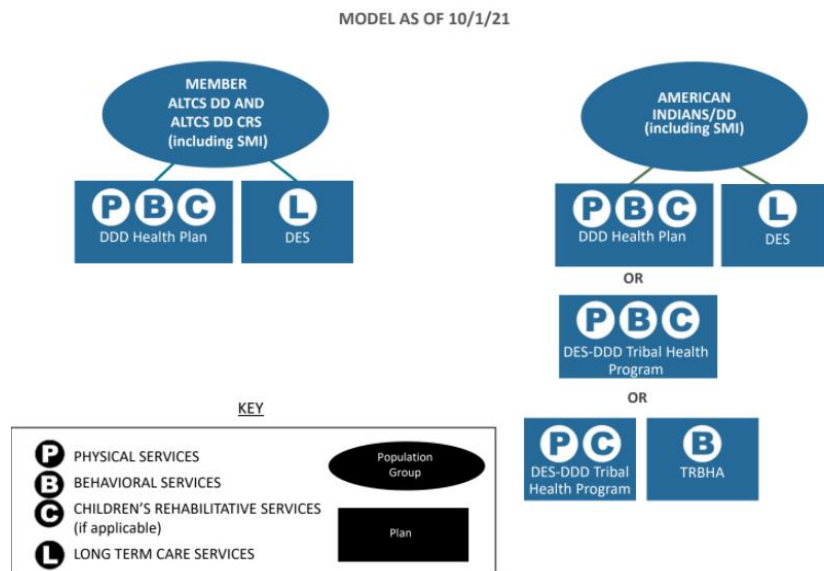 MODEL AS OF 10/1/21
MEMBER
ALTCS DD AND
ALTCS DD CRS
(including SMI)
P B C
DDD Health Plan
L
DES
AMERICAN
INDIANS/DD
(including SMI)
P B C
DDD Health Plan
L
DES
OR
P B C
DES-DDD Tribal Health
Program
OR
P C
DES-DDD Tribal
Health Program
B
TRBHA
KEY
P PHYSICAL SERVICES
B BEHAVIORAL SERVICES
C CHILDREN'S REHABILITATIVE SERVICES
(if applicable)
L LONG TERM CARE SERVICES
Population
Group
Plan